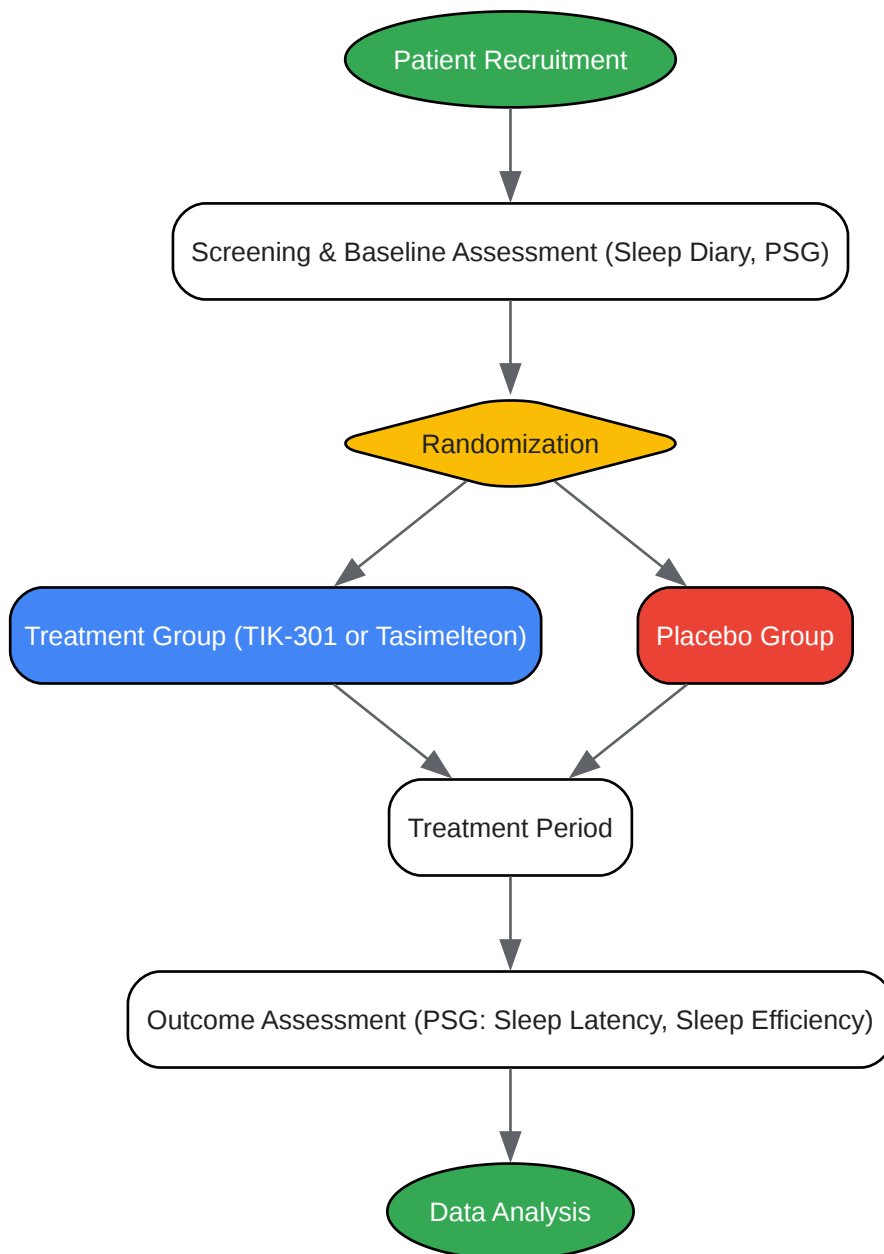 Patient Recruitment
Screening & Baseline Assessment (Sleep Diary, PSG)
Randomization
Treatment Group (TIK-301 or Tasimelteon)
Placebo Group
Treatment Period
Outcome Assessment (PSG: Sleep Latency, Sleep Efficiency)
Data Analysis